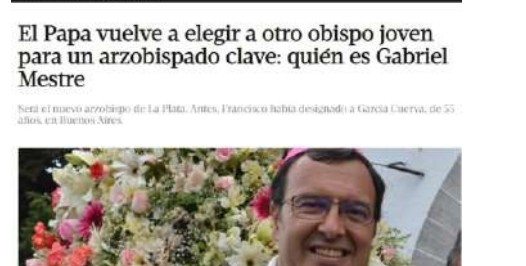 El Papa vuelve a elegir a otro obispo joven
para un arzobispado clave: quién es Gabriel
Mestre
Será el nuevo arzobispo de La Plata. Antes, Francisco había designado a García Cuerva, de 55
años, en Buenos Aires.